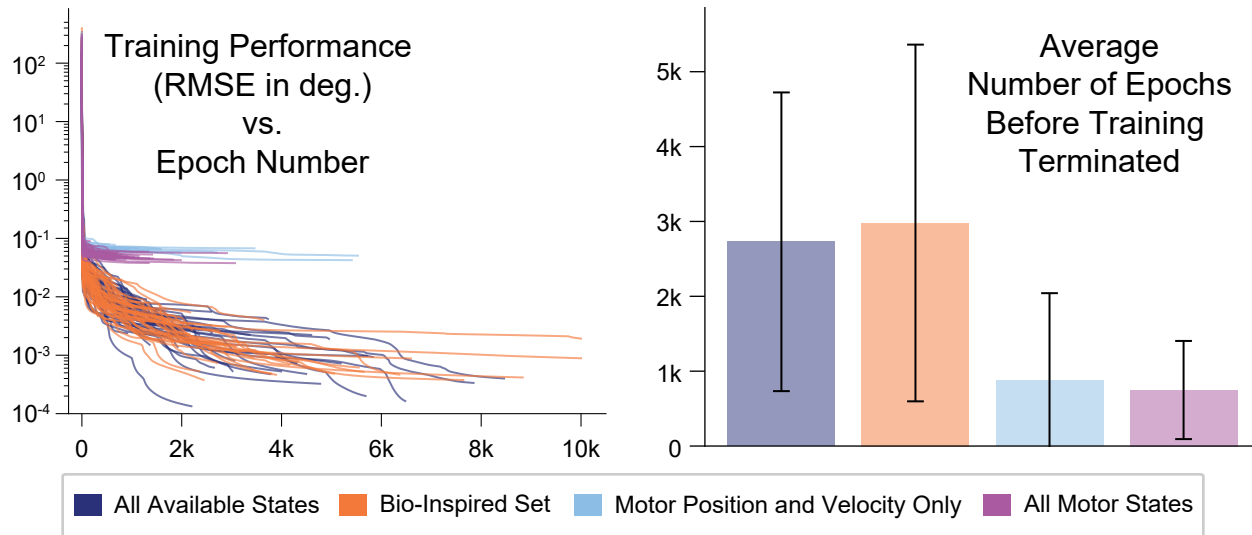 Training Performance
(RMSE in deg.)
vs.
Epoch Number
10²
10¹
10⁰
10⁻¹
10⁻²
10⁻³
10⁻⁴
0 2k 4k 6k 8k 10k
Average
Number of Epochs
Before Training
Terminated
5k
4k
3k
2k
1k
0
All Available States Bio-Inspired Set Motor Position and Velocity Only All Motor States